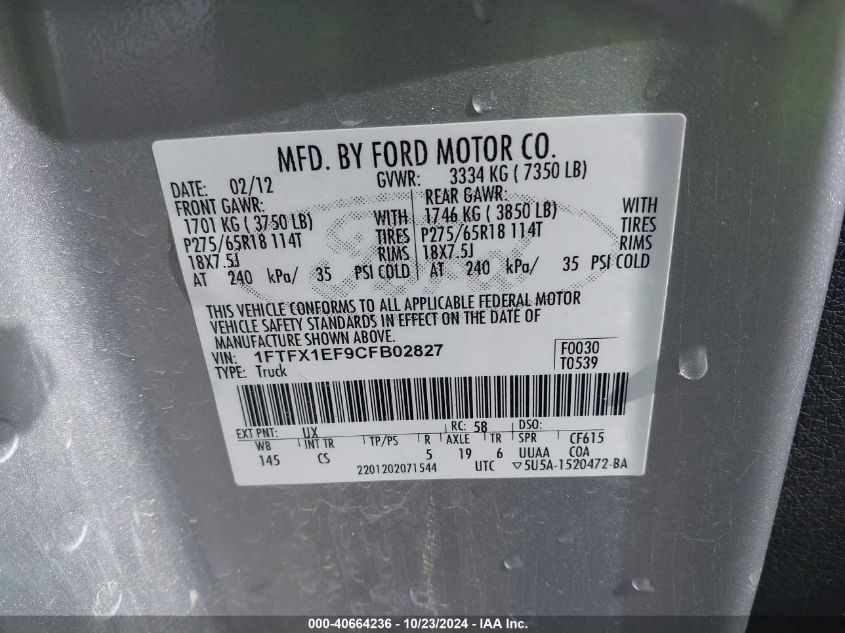 MFD. BY FORD MOTOR CO.
DATE: 02/12 GVWR: 3334 KG ( 7350 LB)
FRONT GAWR: REAR GAWR:
1701 KG ( 3750 LB) WITH 1746 KG ( 3850 LB) WITH
P275/65R18 114T TIRES P275/65R18 114T TIRES
18X7.5J RIMS 18X7.5J RIMS
AT 240 kPa/ 35 PSI COLD AT 240 kPa/ 35 PSI COLD
THIS VEHICLE CONFORMS TO ALL APPLICABLE FEDERAL MOTOR
VEHICLE SAFETY STANDARDS IN EFFECT ON THE DATE OF
MANUFACTURE SHOWN ABOVE.
VIN: 1FTFX1EF9CFB02827 F0030
TYPE: Truck T0539
EXT PNT: UX RC: 58 DSO:
WB INT TR TP/PS R AXLE TR SPR CF615
145 CS 5 19 6 UUAA COA
2201202071544 UTC ▽5U5A-1520472-BA
Ford
000-40664236 - 10/23/2024 - IAA Inc.